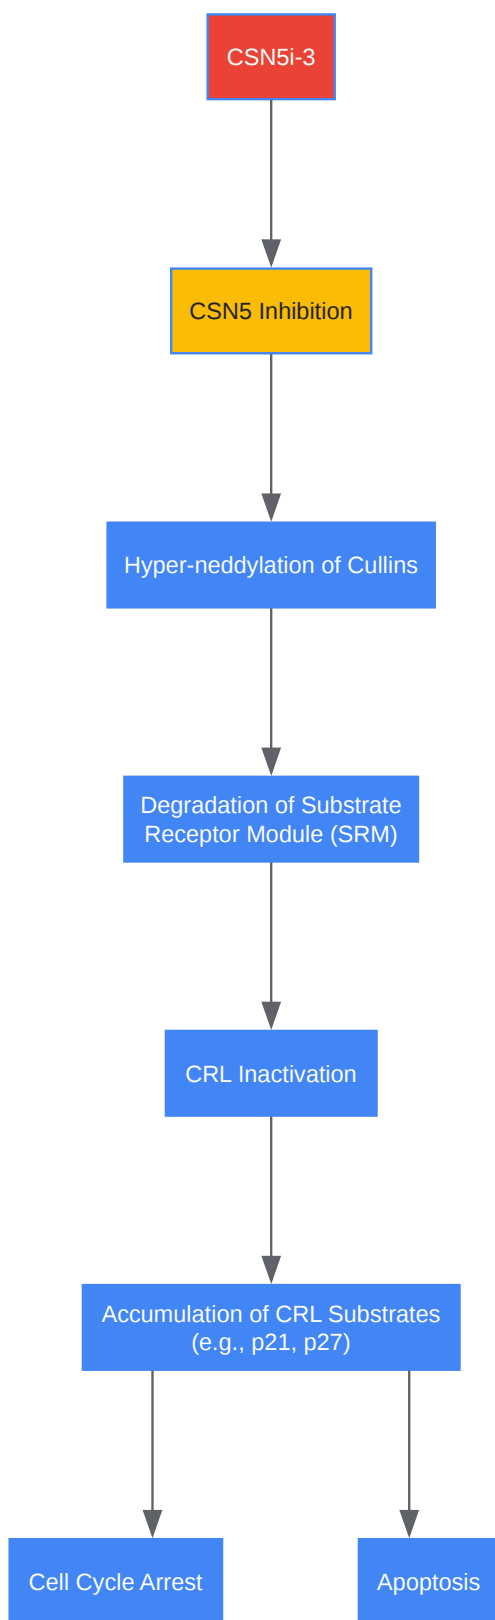 CSN5i-3
CSN5 Inhibition
Hyper-neddylation of Cullins
Degradation of Substrate
Receptor Module (SRM)
CRL Inactivation
Accumulation of CRL Substrates
(e.g., p21, p27)
Cell Cycle Arrest
Apoptosis